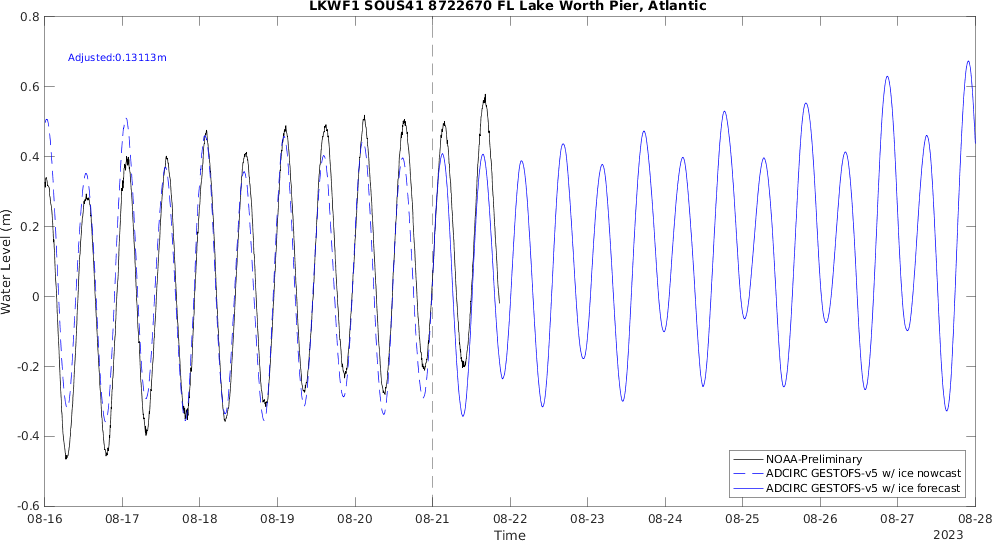 LKWF1 SOUS41 8722670 FL Lake Worth Pier, Atlantic
Adjusted:0.13113m
0.8
0.6
0.4
0.2
0
-0.2
-0.4
-0.6
Water Level (m)
NOAA-Preliminary
ADCIRC GESTOFS-v5 w/ ice nowcast
ADCIRC GESTOFS-v5 w/ ice forecast
08-16 08-17 08-18 08-19 08-20 08-21 08-22 08-23 08-24 08-25 08-26 08-27 08-28
Time
2023